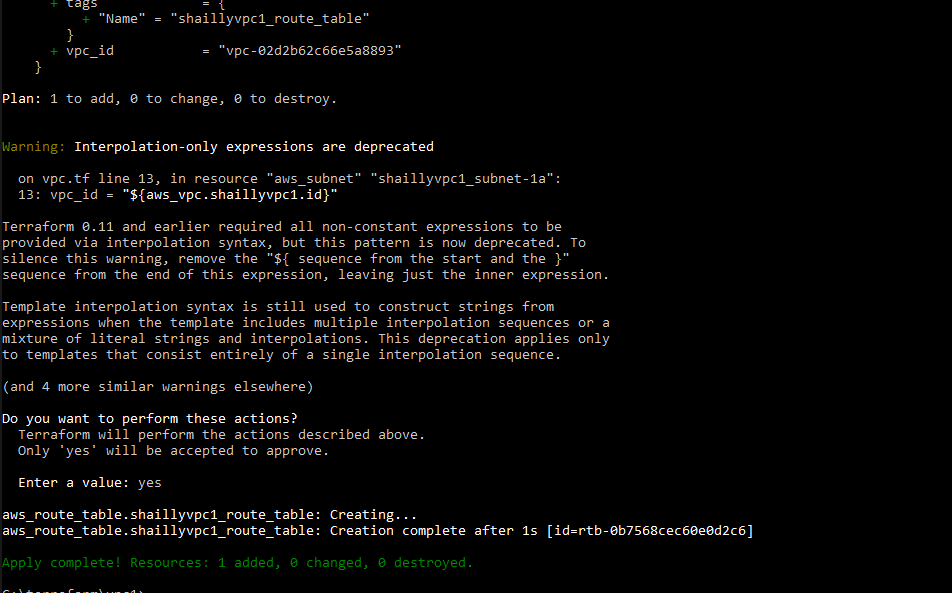 + tags = {
+ "Name" = "shaillyvpc1_route_table"
}
+ vpc_id = "vpc-02d2b62c66e5a8893"
}
Plan: 1 to add, 0 to change, 0 to destroy.
Warning: Interpolation-only expressions are deprecated
on vpc.tf line 13, in resource "aws_subnet" "shaillyvpc1_subnet-1a":
13: vpc_id = "${aws_vpc.shaillyvpc1.id}"
Terraform 0.11 and earlier required all non-constant expressions to be
provided via interpolation syntax, but this pattern is now deprecated. To
silence this warning, remove the "${ sequence from the start and the }"
sequence from the end of this expression, leaving just the inner expression.
Template interpolation syntax is still used to construct strings from
expressions when the template includes multiple interpolation sequences or a
mixture of literal strings and interpolations. This deprecation applies only
to templates that consist entirely of a single interpolation sequence.
(and 4 more similar warnings elsewhere)
Do you want to perform these actions?
Terraform will perform the actions described above.
Only 'yes' will be accepted to approve.
Enter a value: yes
aws_route_table.shaillyvpc1_route_table: Creating...
aws_route_table.shaillyvpc1_route_table: Creation complete after 1s [id=rtb-0b7568cec60e0d2c6]
Apply complete! Resources: 1 added, 0 changed, 0 destroyed.